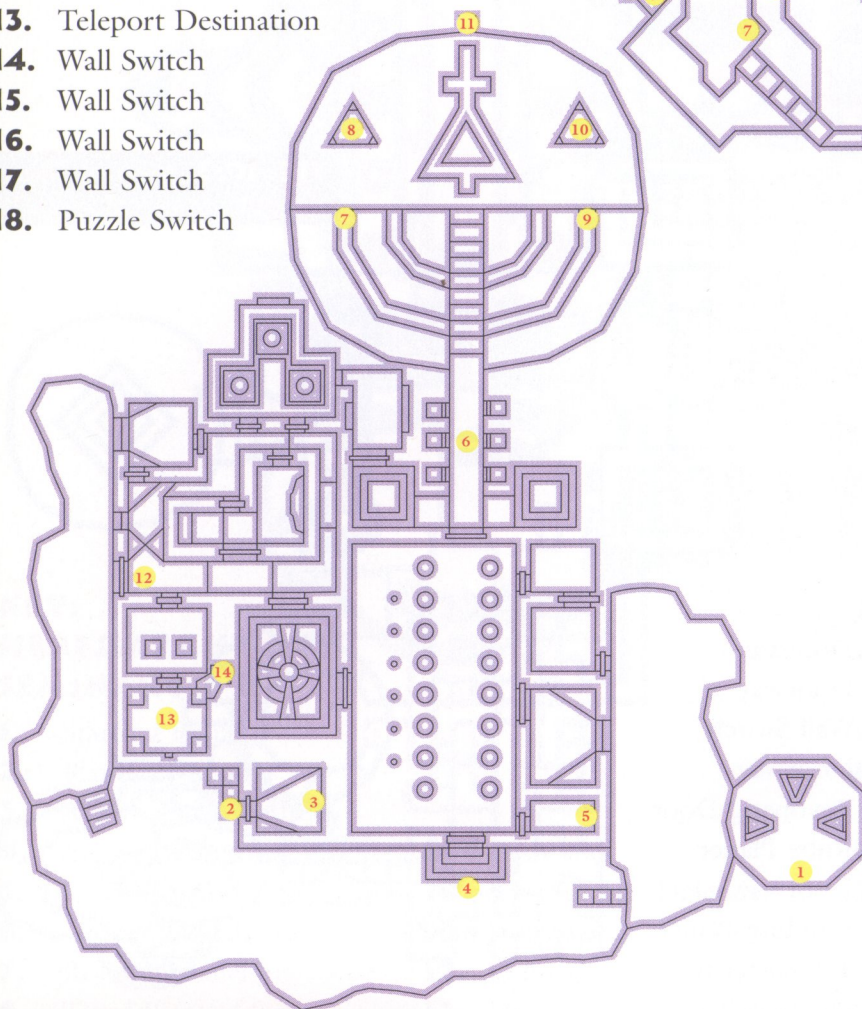 13. Teleport Destination
14. Wall Switch
15. Wall Switch
16. Wall Switch
17. Wall Switch
18. Puzzle Switch
11
7
8
10
7
9
6
12
14
13
2
3
5
1
4